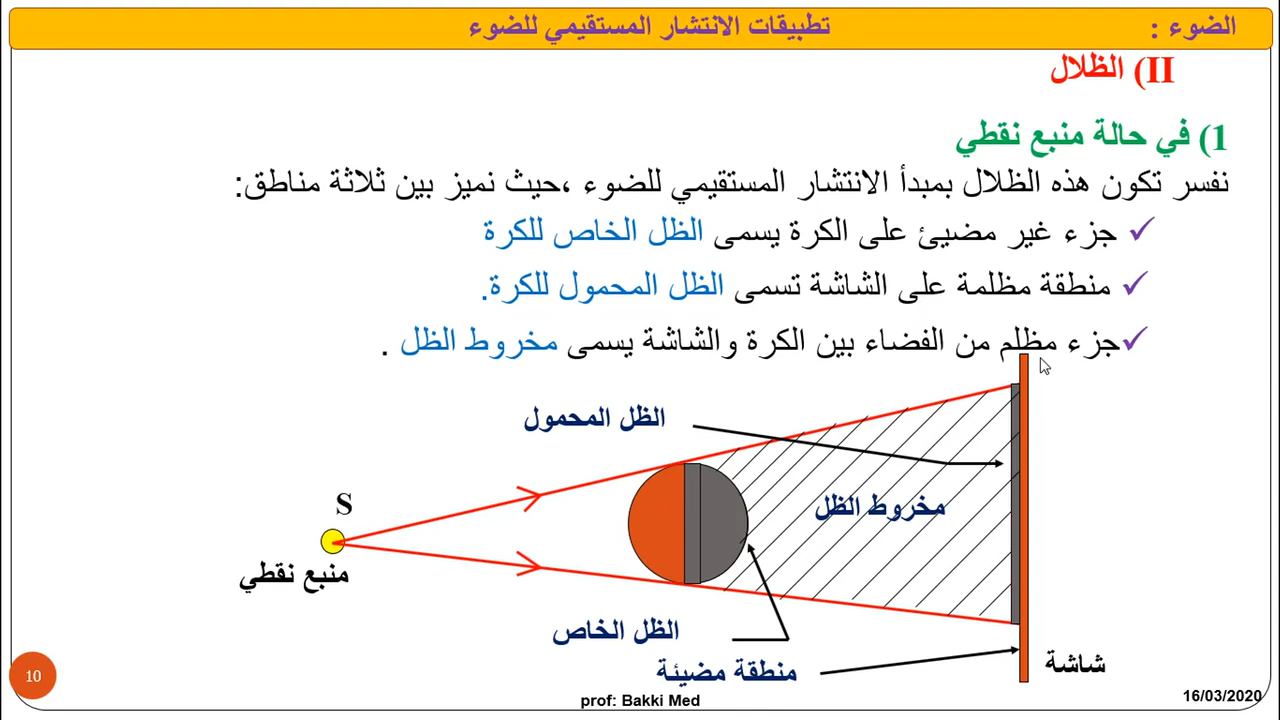 الضوء : تطبيقات الانتشار المستقيمي للضوء
II) الظلال
1) في حالة منبع نقطي
نفسر تكون هذه الظلال بمبدأ الانتشار المستقيمي للضوء ،حيث نميز بين ثلاثة مناطق:
✓ جزء غير مضيئ على الكرة يسمى الظل الخاص للكرة
✓ منطقة مظلمة على الشاشة تسمى الظل المحمول للكرة.
✓ جزء مظلم من الفضاء بين الكرة والشاشة يسمى مخروط الظل .
الظل المحمول
مخروط الظل
S
منبع نقطي
الظل الخاص
منطقة مضيئة
شاشة
10
prof: Bakki Med
16/03/2020